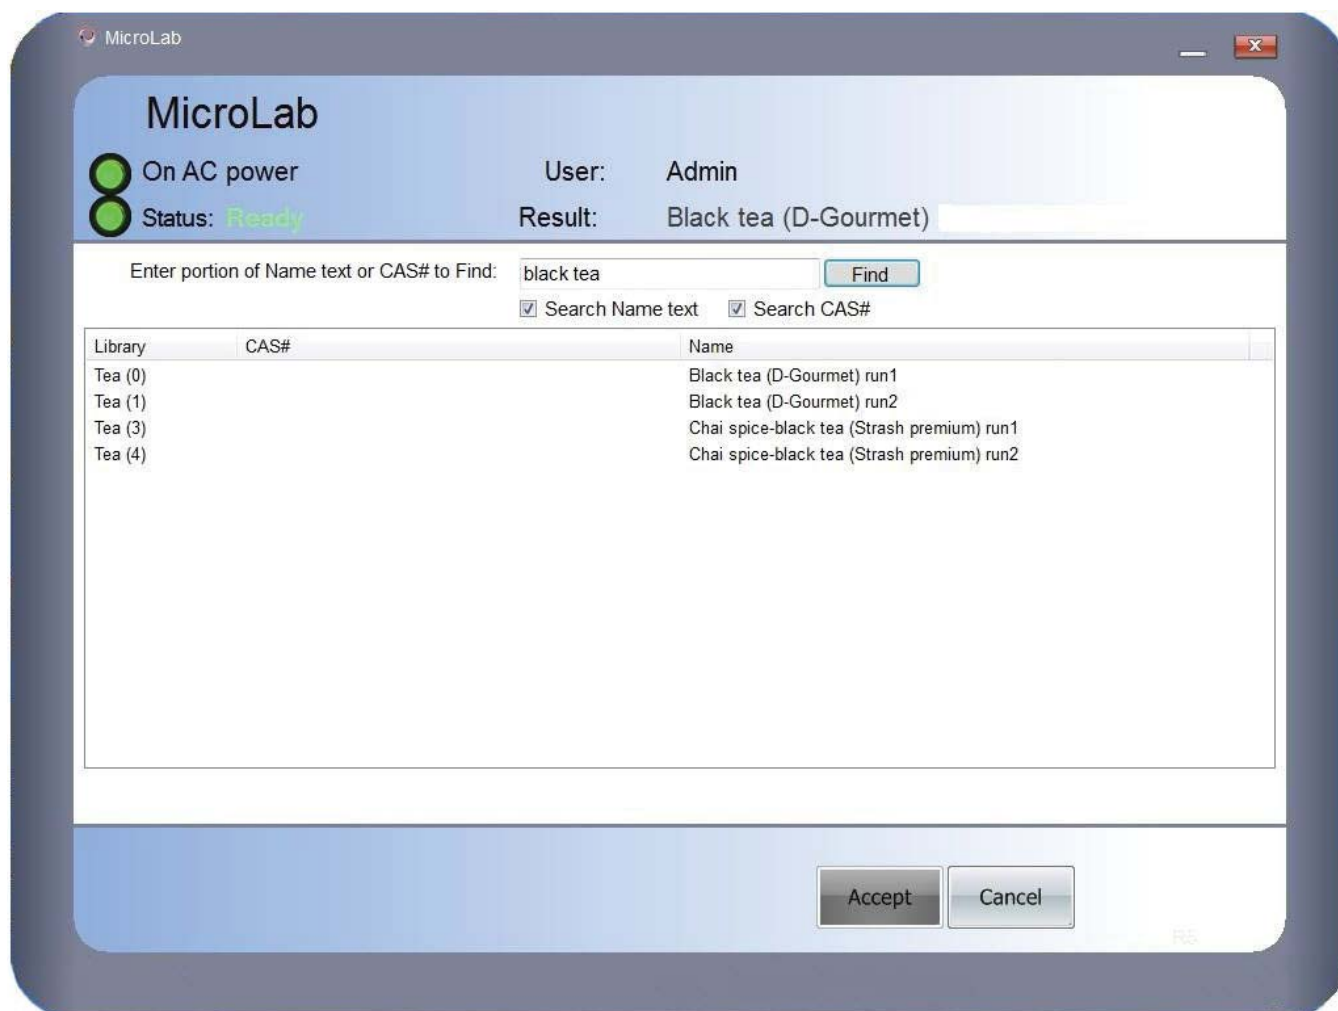 MicroLab
MicroLab
On AC power User: Admin
Status: Ready Result: Black tea (D-Gourmet)
Enter portion of Name text or CAS# to Find: black tea Find
Search Name text Search CAS#
Library CAS# Name
Tea (0) Black tea (D-Gourmet) run1
Tea (1) Black tea (D-Gourmet) run2
Tea (3) Chai spice-black tea (Strash premium) run1
Tea (4) Chai spice-black tea (Strash premium) run2
Accept Cancel